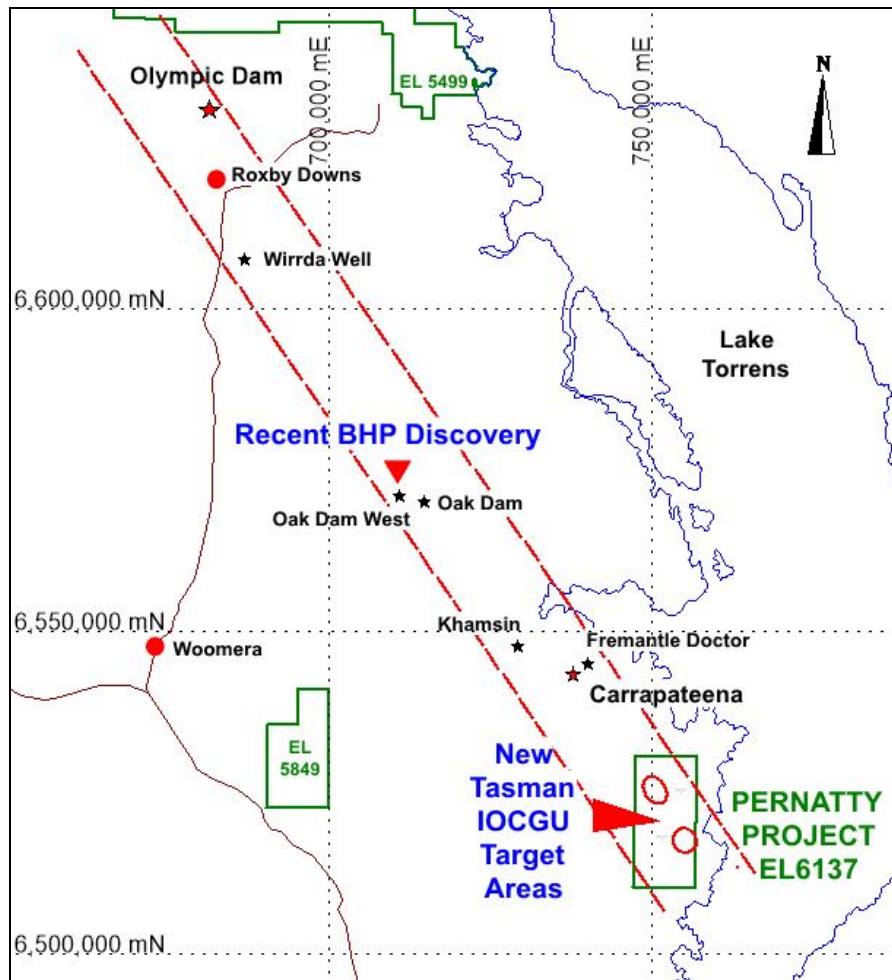 700,000 mE
750,000 mE
Olympic Dam
EL 5499
N
Roxby Downs
Wirrda Well
6,600,000 mN
Lake
Torrens
Recent BHP Discovery
Oak Dam West
Oak Dam
6,550,000 mN
Khamsin
Fremantle Doctor
Woomera
Carrapateena
EL
5849
New
Tasman
IOCGU
Target
Areas
PERNATTY
PROJECT
EL6137
6,500,000 mN